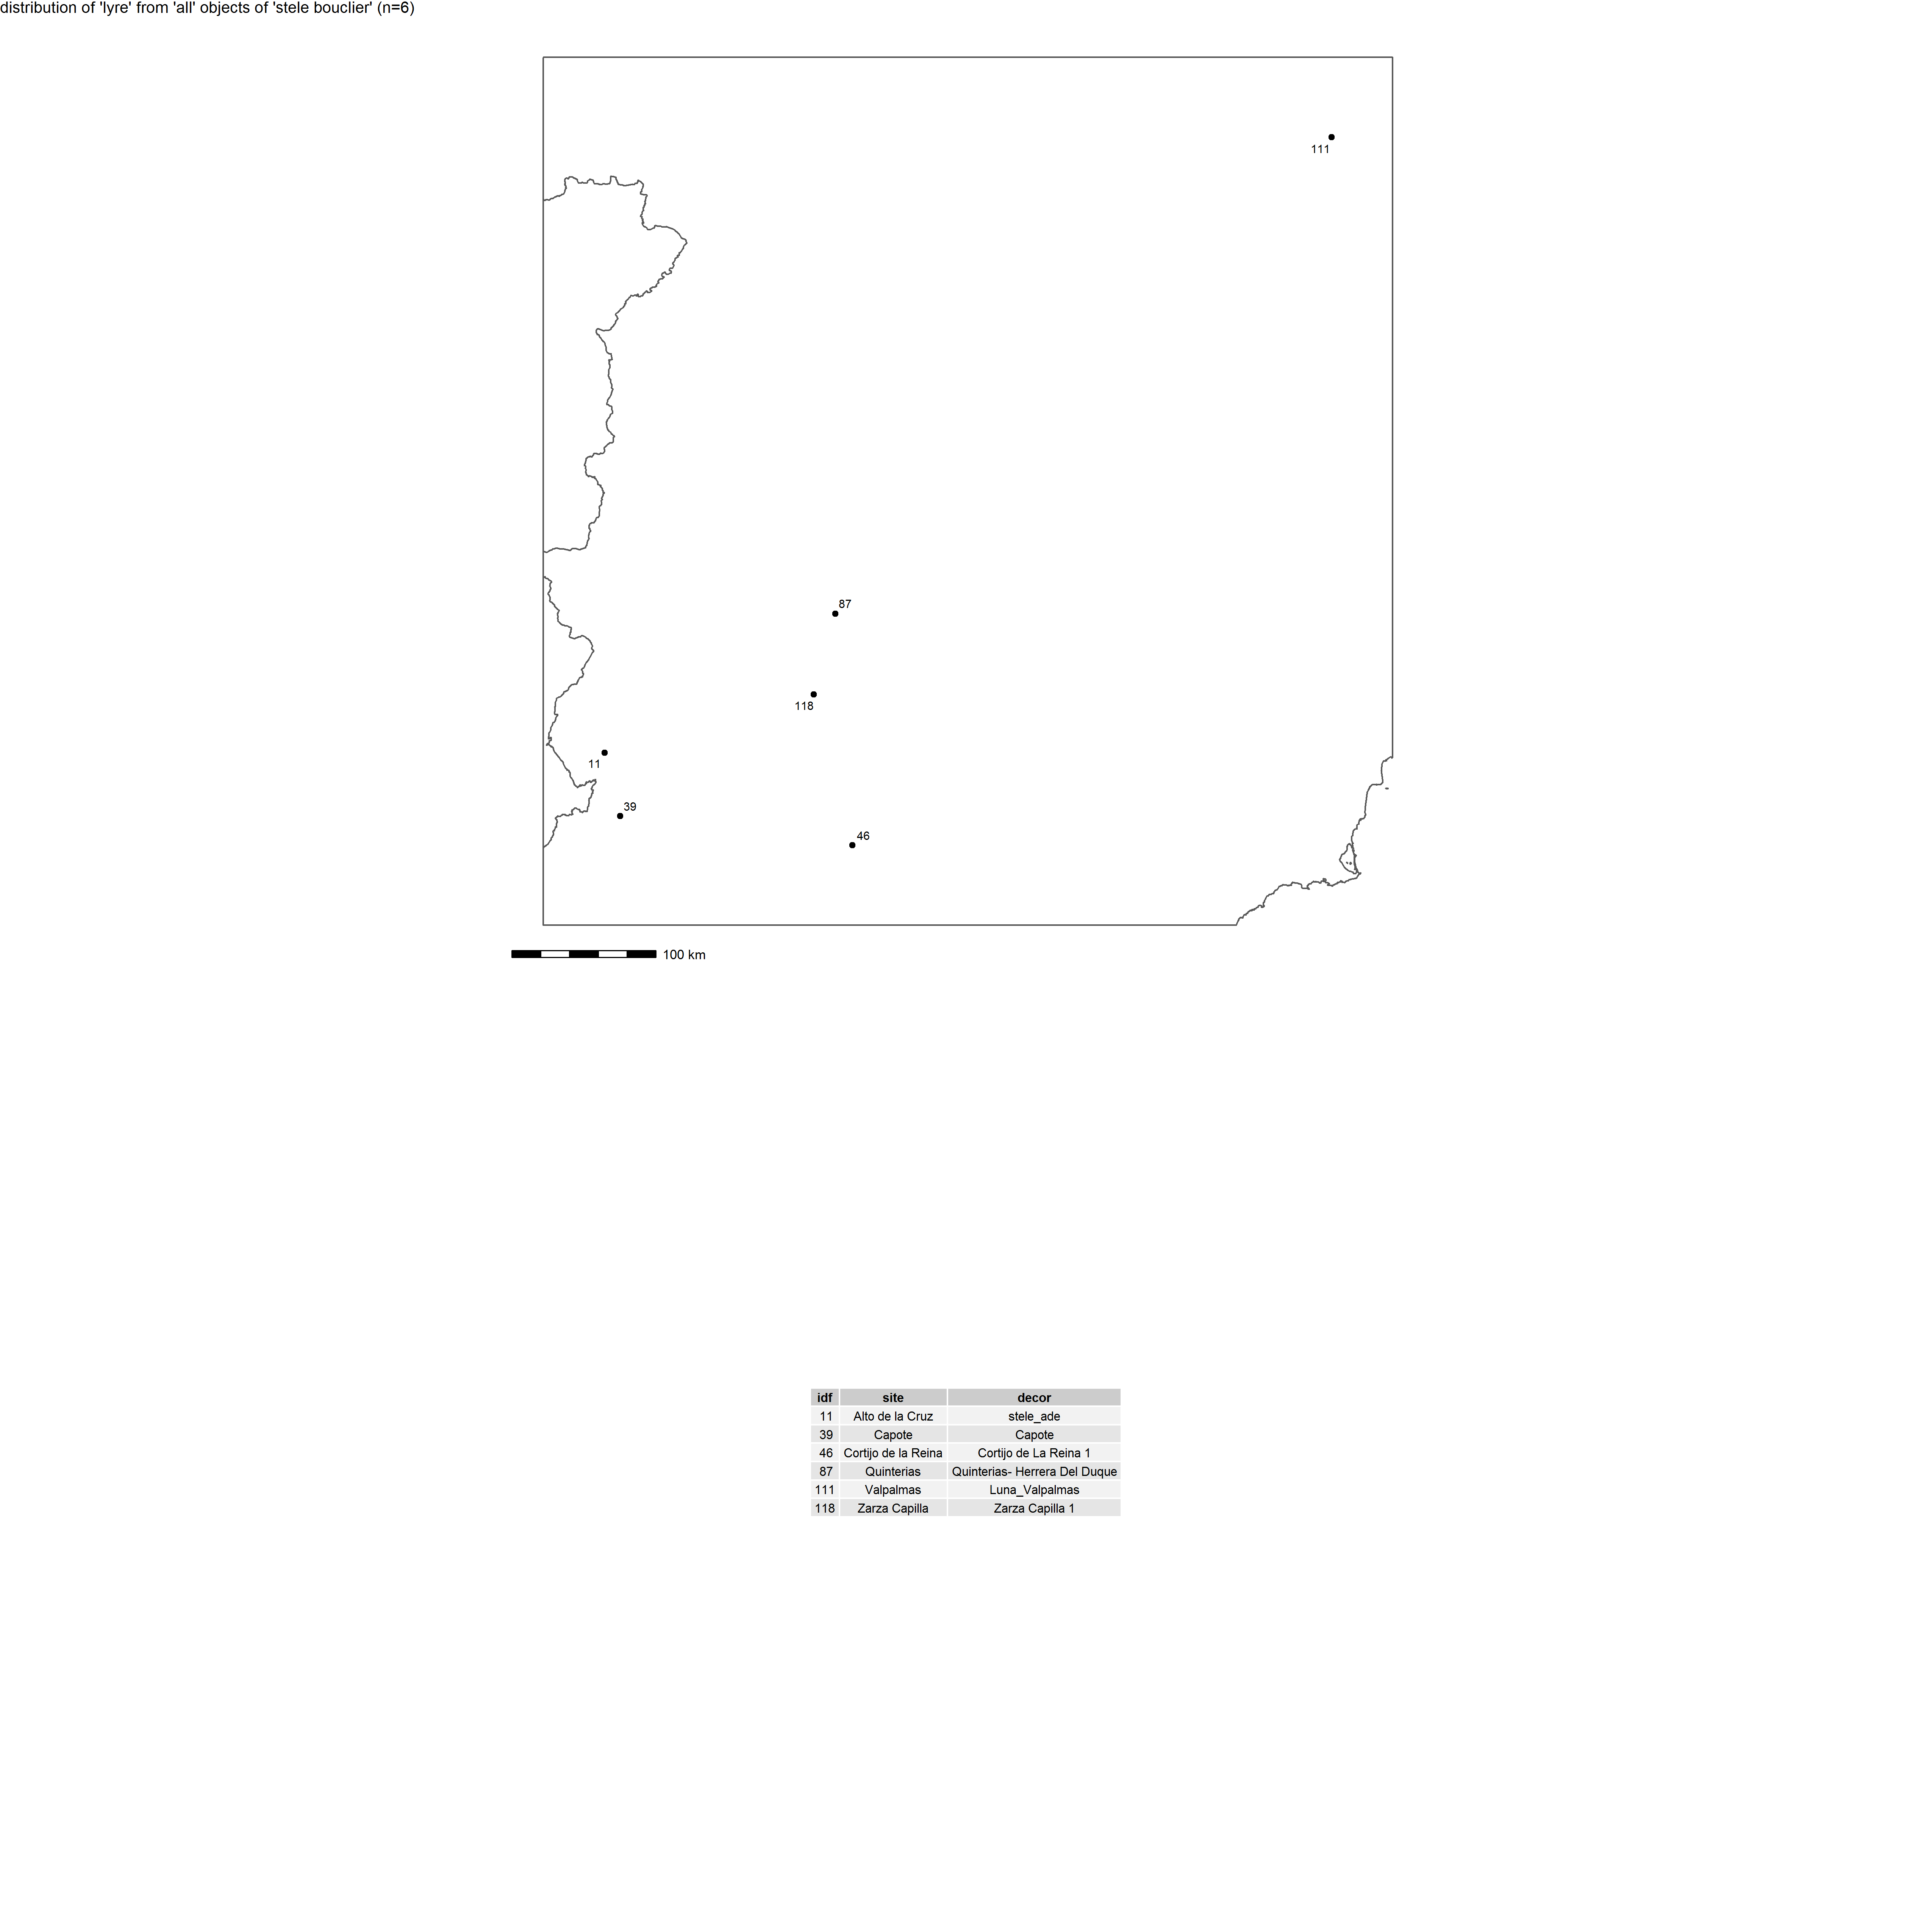 distribution of 'lyre' from 'all' objects of 'stele bouclier' (n=6)
111
87
118
11
39
46
100 km
idf site decor
11 Alto de la Cruz stele_ade
39 Capote Capote
46 Cortijo de la Reina Cortijo de La Reina 1
87 Quinterias Quinterias- Herrera Del Duque
111 Valpalmas Luna_Valpalmas
118 Zarza Capilla Zarza Capilla 1